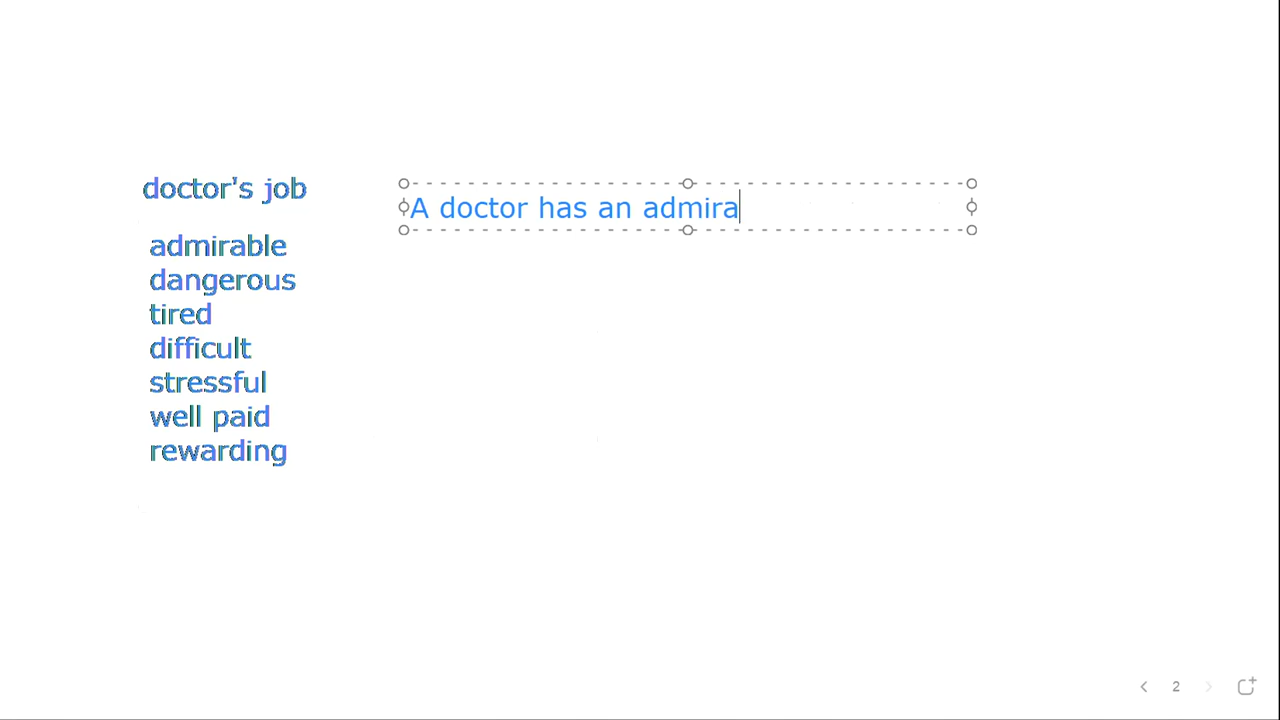 doctor's job
admirable
dangerous
tired
difficult
stressful
well paid
rewarding
A doctor has an admira
2